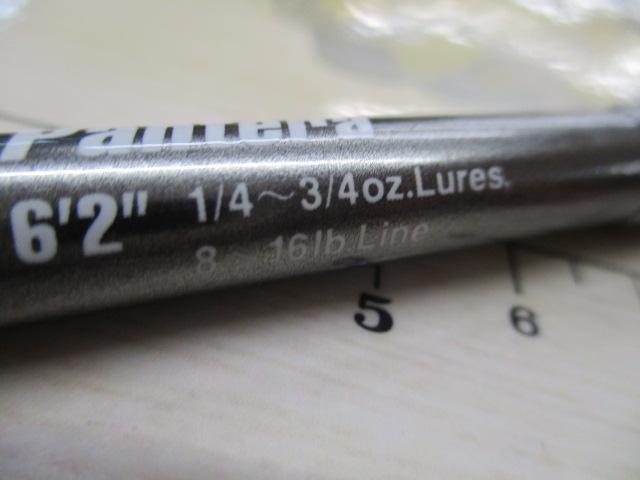 Pantera
6'2" 1/4~3/4oz.Lures.
8 ~ 16lb.Line
5 6